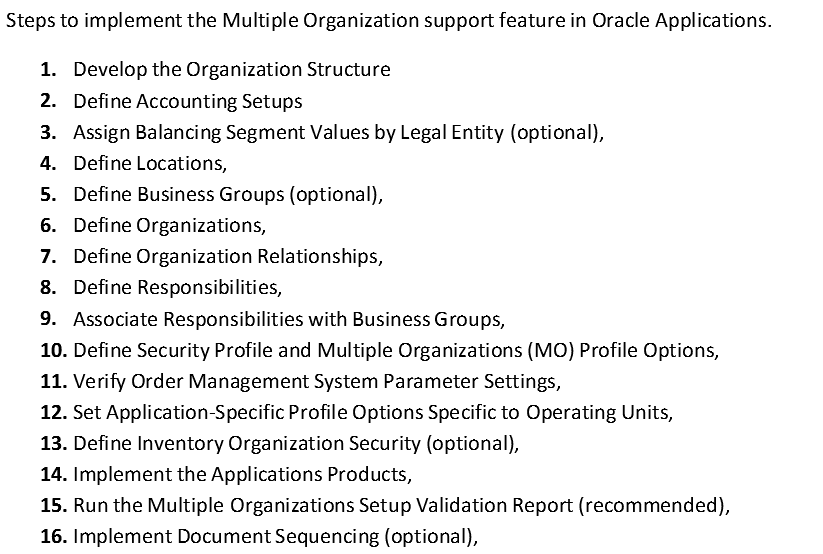 Steps to implement the Multiple Organization support feature in Oracle Applications.
1. Develop the Organization Structure
2. Define Accounting Setups
3. Assign Balancing Segment Values by Legal Entity (optional),
4. Define Locations,
5. Define Business Groups (optional),
6. Define Organizations,
7. Define Organization Relationships,
8. Define Responsibilities,
9. Associate Responsibilities with Business Groups,
10. Define Security Profile and Multiple Organizations (MO) Profile Options,
11. Verify Order Management System Parameter Settings,
12. Set Application-Specific Profile Options Specific to Operating Units,
13. Define Inventory Organization Security (optional),
14. Implement the Applications Products,
15. Run the Multiple Organizations Setup Validation Report (recommended),
16. Implement Document Sequencing (optional),